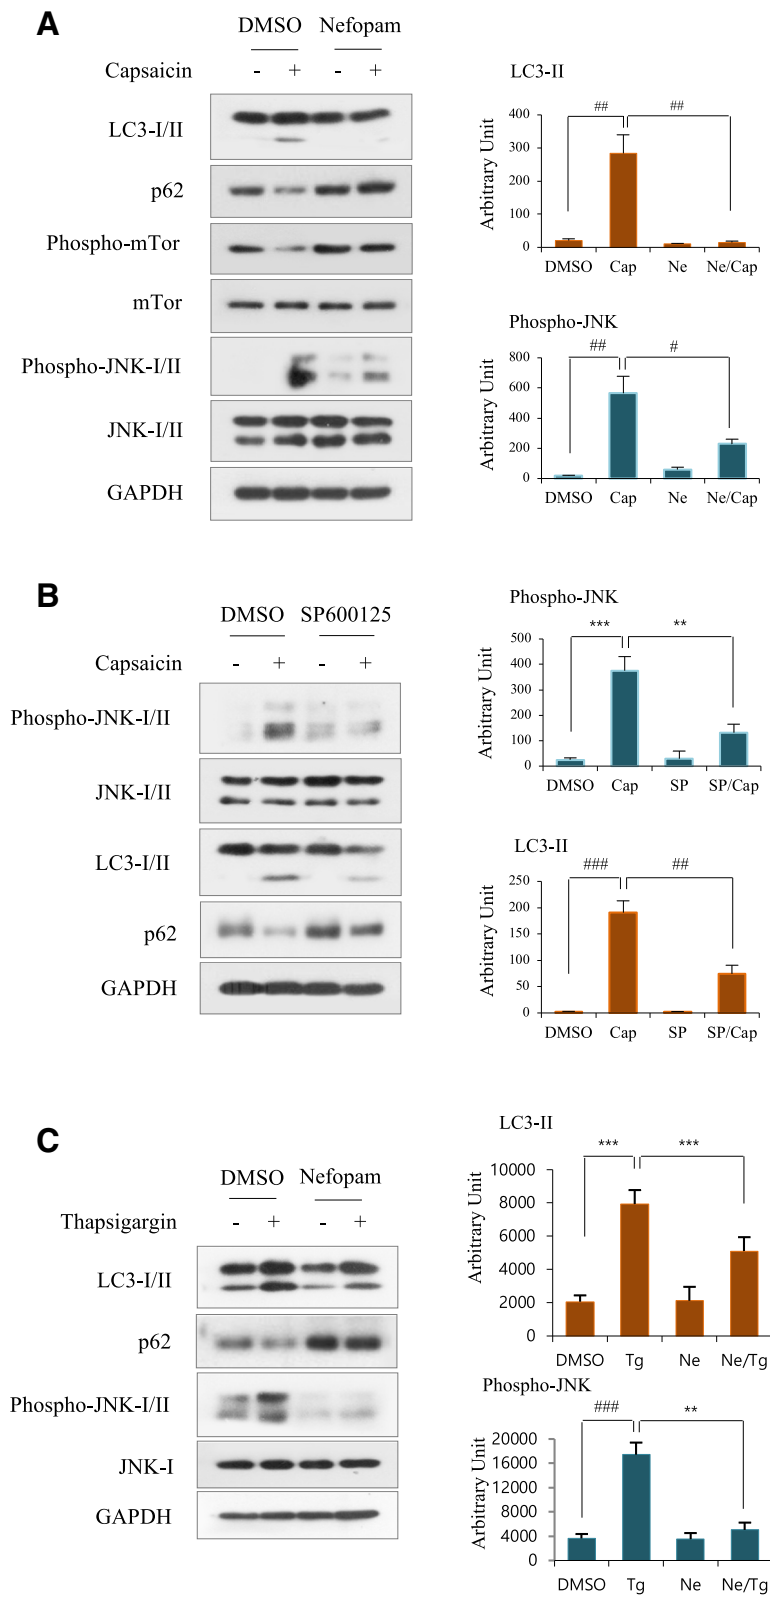 A
DMSO Nefopam
Capsaicin - + - +
LC3-I/II
p62
Phospho-mTor
mTor
Phospho-JNK-I/II
JNK-I/II
GAPDH
LC3-II
## ##
Arbitrary Unit
400
300
200
100
0
DMSO Cap Ne Ne/Cap
Phospho-JNK
## #
Arbitrary Unit
800
600
400
200
0
DMSO Cap Ne Ne/Cap
B
DMSO SP600125
Capsaicin - + - +
Phospho-JNK-I/II
JNK-I/II
LC3-I/II
p62
GAPDH
Phospho-JNK
*** **
Arbitrary Unit
500
400
300
200
100
0
DMSO Cap SP SP/Cap
LC3-II
### ##
Arbitrary Unit
250
200
150
100
50
0
DMSO Cap SP SP/Cap
C
DMSO Nefopam
Thapsigargin - + - +
LC3-I/II
p62
Phospho-JNK-I/II
JNK-I
GAPDH
LC3-II
*** ***
Arbitrary Unit
10000
8000
6000
4000
2000
0
DMSO Tg Ne Ne/Tg
Phospho-JNK
### **
Arbitrary Unit
20000
16000
12000
8000
4000
0
DMSO Tg Ne Ne/Tg